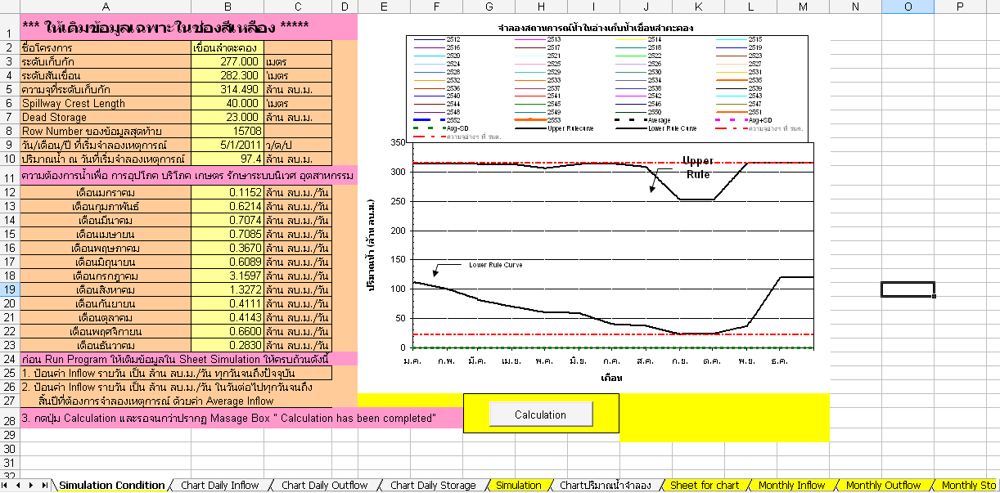 A B C D E F G H I J K L M N O P
1 *** ให้เติมข้อมูลเฉพาะในช่องสีเหลือง *****
2 ชื่อโครงการ เขื่อนลำตะคอง
3 ระดับเก็บกัก 277.000 เมตร
4 ระดับสันเขื่อน 282.300 'เมตร
5 ความจุที่ระดับเก็บกัก 314.490 ล้าน ลบ.ม.
6 Spillway Crest Length 40.000 'เมตร
7 Dead Storage 23.000 ล้าน ลบ.ม.
8 Row Number ของข้อมูลสุดท้าย 15708
9 วัน/เดือน/ปี ที่เริ่มจำลองเหตุการณ์ 5/1/2011 ว/ด/ป
10 ปริมาณน้ำ ณ วันที่เริ่มจำลองเหตุการณ์ 97.4 ล้าน ลบ.ม.
11 ความต้องการน้ำเพื่อ การอุปโภค บริโภค เกษตร รักษาระบบนิเวศ อุตสาหกรรม
12 เดือนมกราคม 0.1152 ล้าน ลบ.ม./วัน
13 เดือนกุมภาพันธ์ 0.6214 ล้าน ลบ.ม./วัน
14 เดือนมีนาคม 0.7074 ล้าน ลบ.ม./วัน
15 เดือนเมษายน 0.7085 ล้าน ลบ.ม./วัน
16 เดือนพฤษภาคม 0.3670 ล้าน ลบ.ม./วัน
17 เดือนมิถุนายน 0.6089 ล้าน ลบ.ม./วัน
18 เดือนกรกฎาคม 3.1597 ล้าน ลบ.ม./วัน
19 เดือนสิงหาคม 1.3272 ล้าน ลบ.ม./วัน
20 เดือนกันยายน 0.4111 ล้าน ลบ.ม./วัน
21 เดือนตุลาคม 0.4143 ล้าน ลบ.ม./วัน
22 เดือนพฤศจิกายน 0.6600 ล้าน ลบ.ม./วัน
23 เดือนธันวาคม 0.2830 ล้าน ลบ.ม./วัน
24 ก่อน Run Program ให้เติมข้อมูลใน Sheet Simulation ให้ครบถ้วนดังนี้
25 1. ป้อนค่า Inflow รายวัน เป็น ล้าน ลบ.ม./วัน ทุกวันจนถึงปัจจุบัน
26 2. ป้อนค่า Inflow รายวัน เป็น ล้าน ลบ.ม./วัน ในวันต่อไปทุกวันจนถึง
27 สิ้นปีที่ต้องการจำลองเหตุการณ์ ด้วยค่า Average Inflow
28 3. กดปุ่ม Calculation และรอจนกว่าปรากฏ Masage Box " Calculation has been completed"
29
30
31
32
จำลองสถานการณ์น้ำในอ่างเก็บน้ำเขื่อนลำตะคอง
2512 2513 2514 2515
2516 2517 2518 2519
2520 2521 2522 2523
2524 2525 2526 2527
2528 2529 2530 2531
2532 2533 2534 2535
2536 2537 2538 2539
2540 2541 2542 2543
2544 2545 2546 2547
2548 2549 2550 2551
2552 2553 Average Avg+SD
Avg-SD Upper Rulecurve Lower Rule Curve ความจุอ่างฯ ที่ รนก.
ความจุอ่างฯ ที่ รนต.
350
300
250
200
150
100
50
0
ปริมาณน้ำ (ล้าน ลบ.ม.)
Upper
Rule
Lower Rule Curve
ม.ค. ก.พ. มี.ค. เม.ย. พ.ค. มิ.ย. ก.ค. ส.ค. ก.ย. ต.ค. พ.ย. ธ.ค.
เดือน
Calculation
Simulation Condition Chart Daily Inflow Chart Daily Outflow Chart Daily Storage Simulation Chartปริมาณน้ำจำลอง Sheet for chart Monthly Inflow Monthly Outflow Monthly Sto